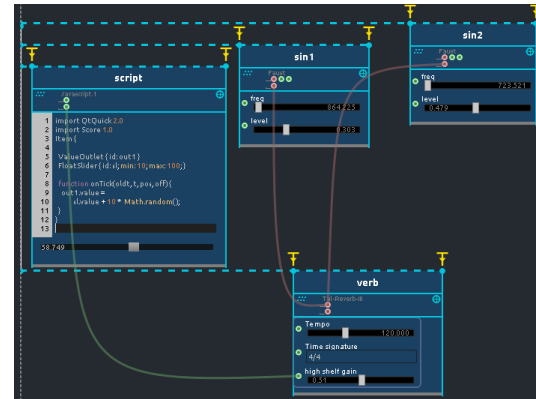 sin2
Faust
freq
723,521
level
0.479
sin1
Faust
freq
864,225
level
0.303
script
Javascript.1
1 import QtQuick 2.0
2 import Score 1.0
3 Item {
4
5 ValueOutlet { id: out1 }
6 FloatSlider { id: sl; min: 10; max: 100; }
7
8 function onTick(oldt, t, pos, off) {
9 out1.value =
10 sl.value + 10 * Math.random();
11 }
12 }
13
58,749
verb
Tempo
120,000
Time signature
4/4
high shelf gain
0.51